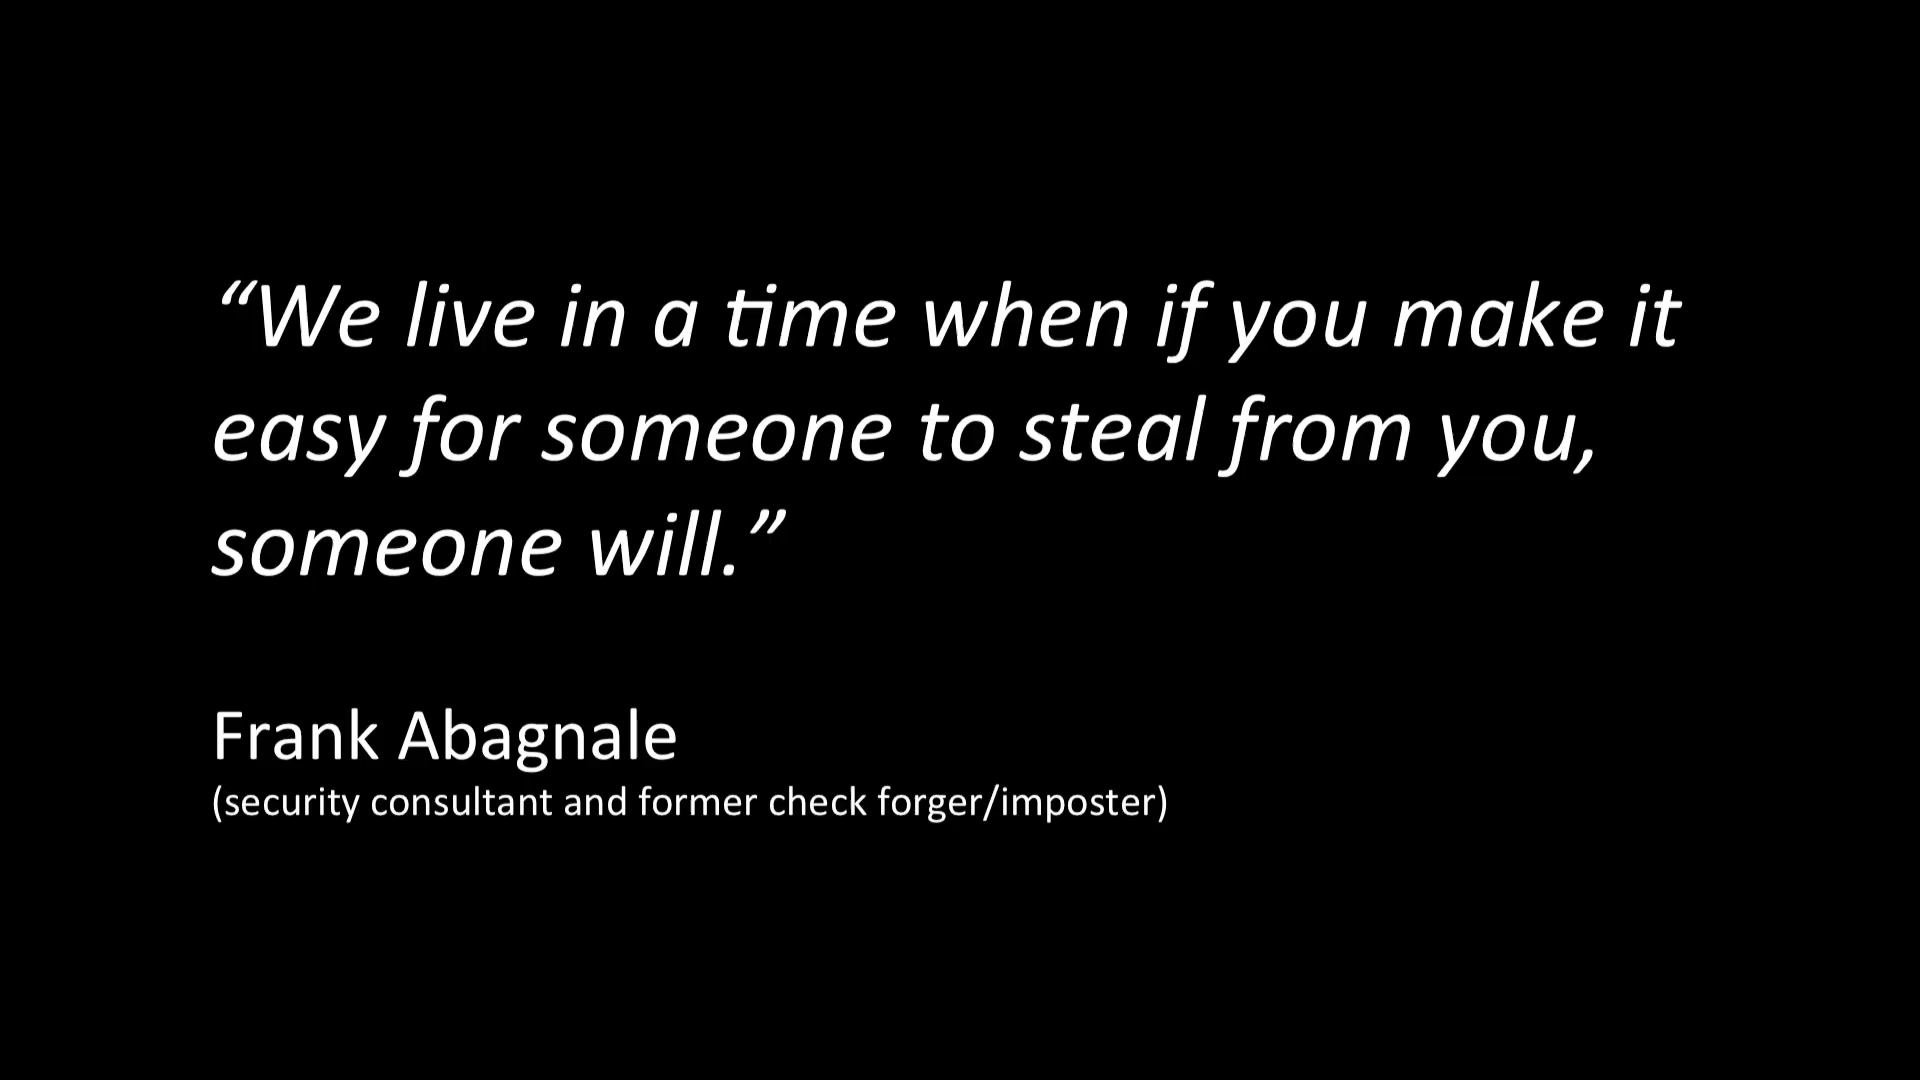 “We live in a time when if you make it
easy for someone to steal from you,
someone will.”
Frank Abagnale
(security consultant and former check forger/imposter)